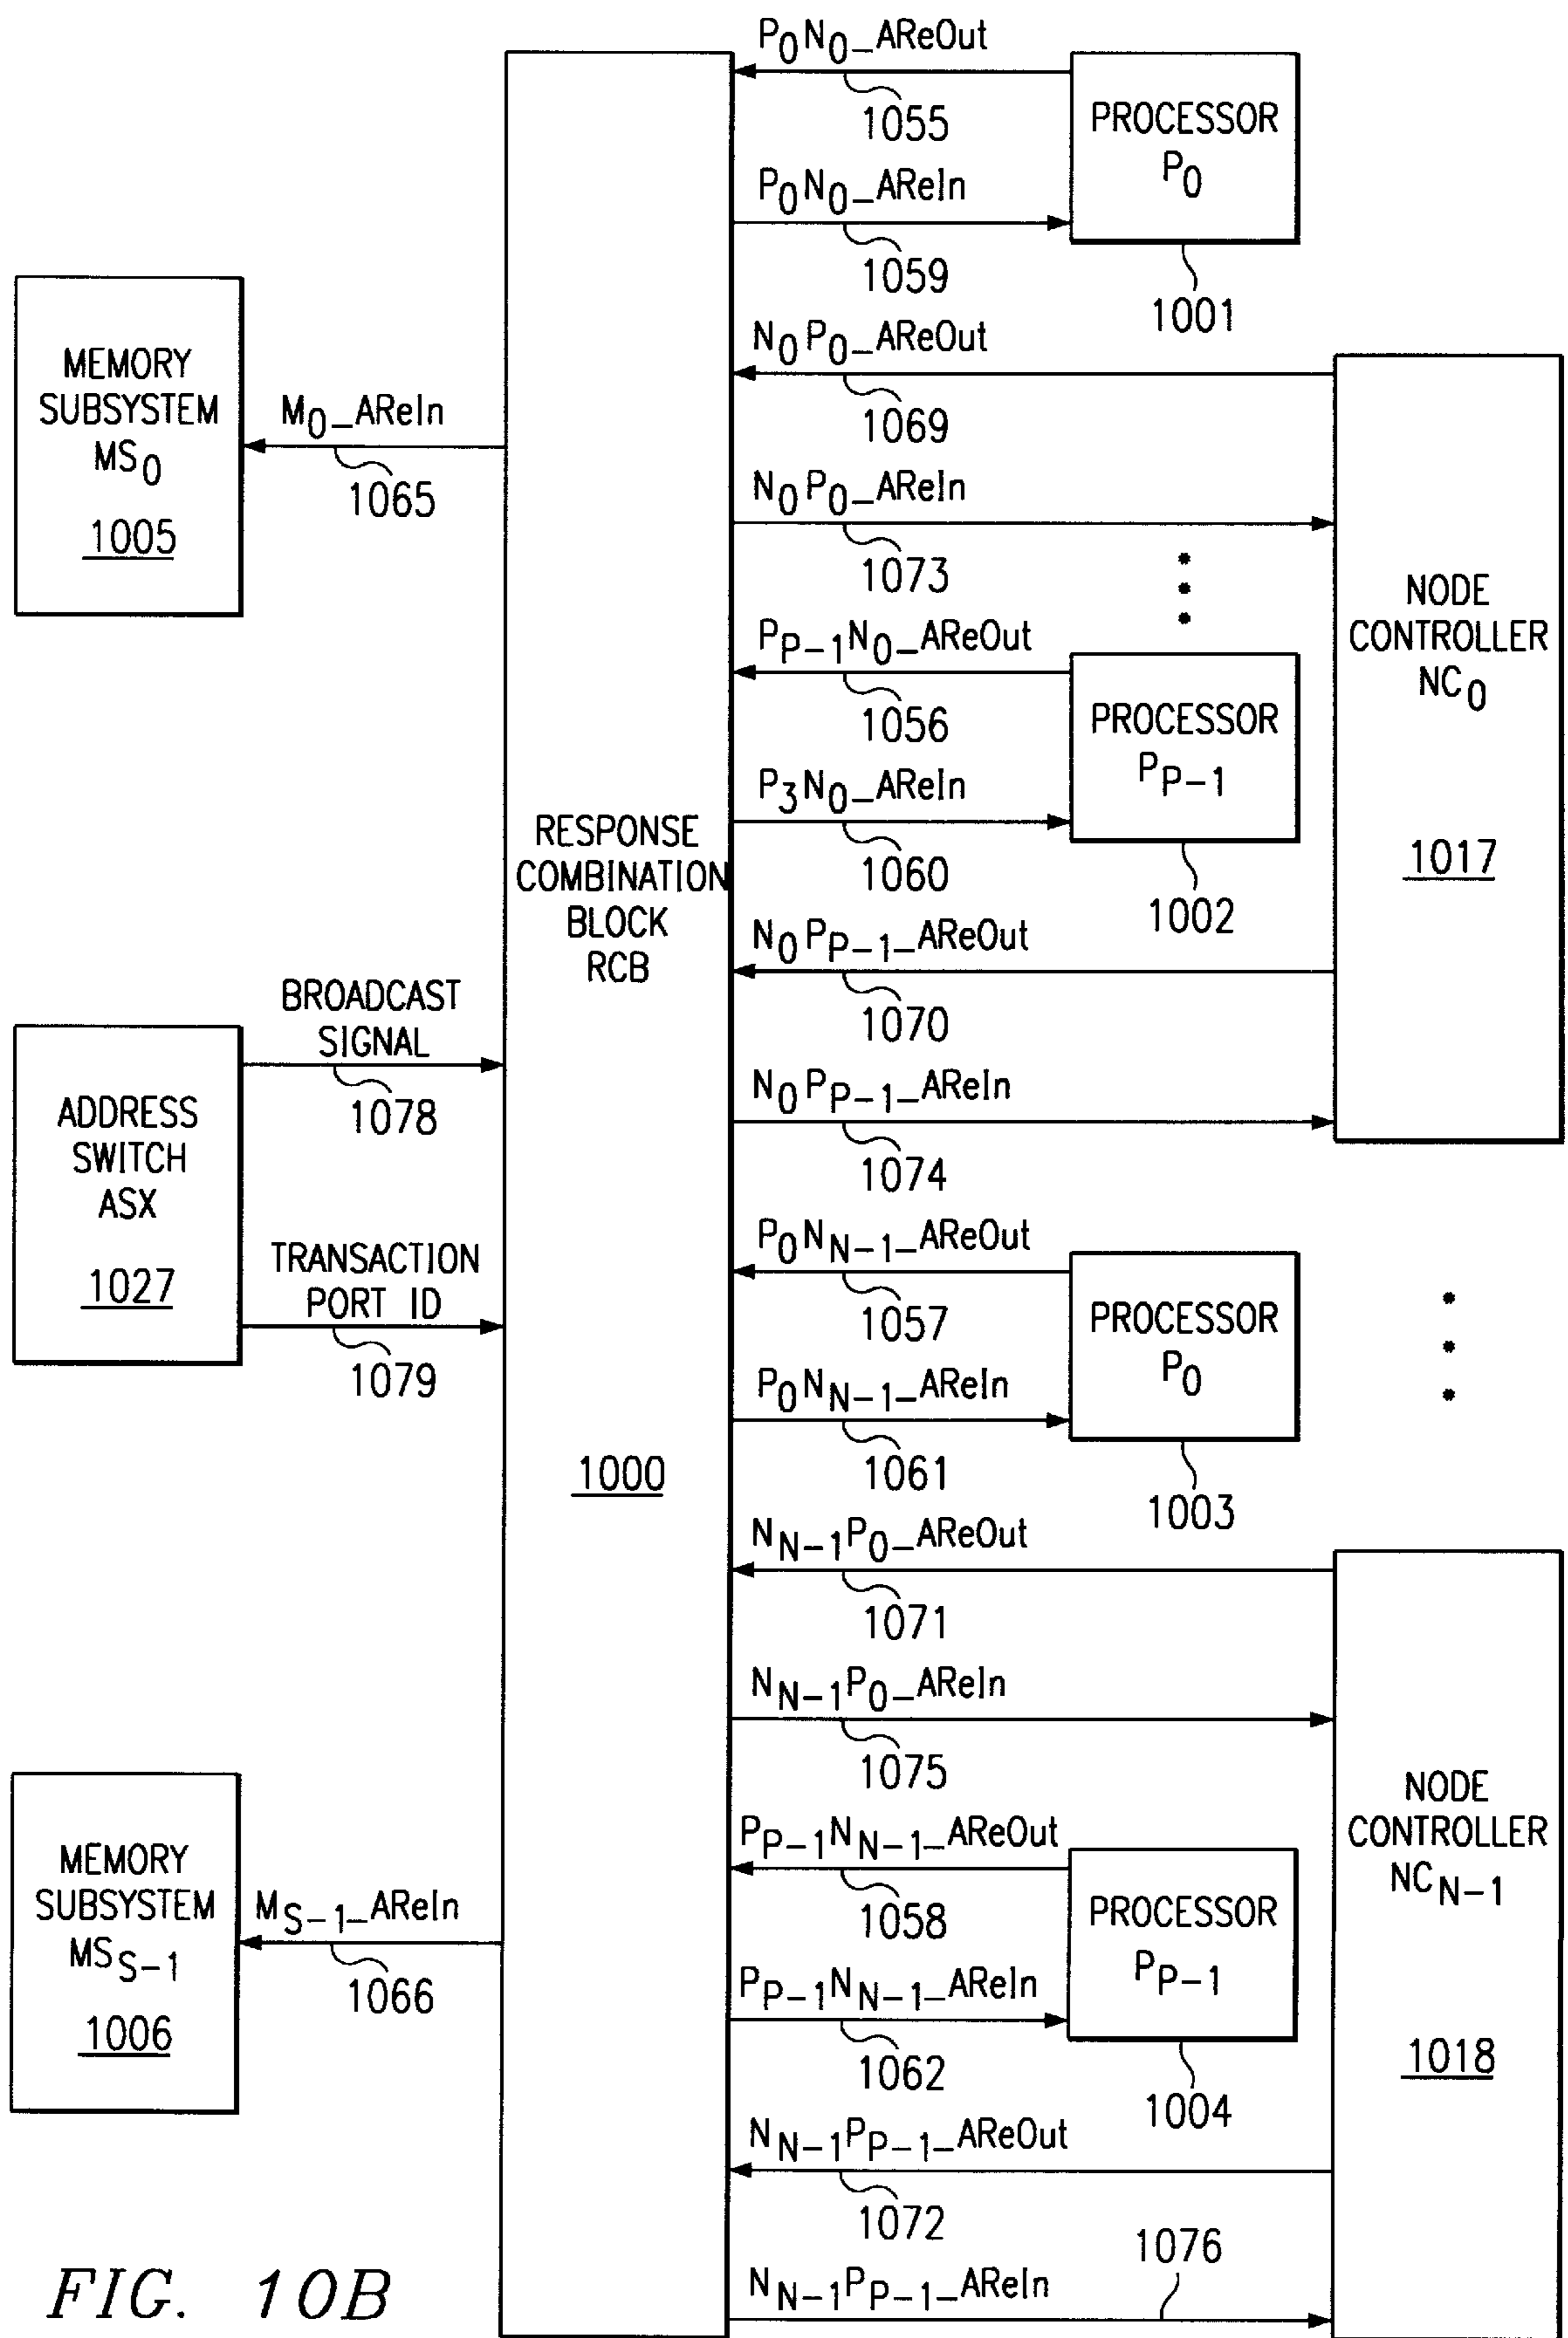 P0N0_AReOut
1055
PROCESSOR
P0
P0N0_AReIn
1059
1001
N0P0_AReOut
1069
MEMORY
SUBSYSTEM
MS0
1005
M0_AReIn
1065
N0P0_AReIn
1073
NODE
CONTROLLER
NC0
1017
PP-1N0_AReOut
1056
PROCESSOR
PP-1
P3N0_AReIn
1060
1002
RESPONSE
COMBINATION
BLOCK
RCB
1000
N0PP-1_AReOut
1070
BROADCAST
SIGNAL
1078
ADDRESS
SWITCH
ASX
1027
N0PP-1_AReIn
1074
TRANSACTION
PORT ID
1079
P0NN-1_AReOut
1057
PROCESSOR
P0
P0NN-1_AReIn
1061
1003
NN-1P0_AReOut
1071
NN-1P0_AReIn
1075
NODE
CONTROLLER
NCN-1
1018
MEMORY
SUBSYSTEM
MSS-1
1006
MS-1_AReIn
1066
PP-1NN-1_AReOut
1058
PROCESSOR
PP-1
PP-1NN-1_AReIn
1062
1004
NN-1PP-1_AReOut
1072
1076
NN-1PP-1_AReIn
FIG. 10B